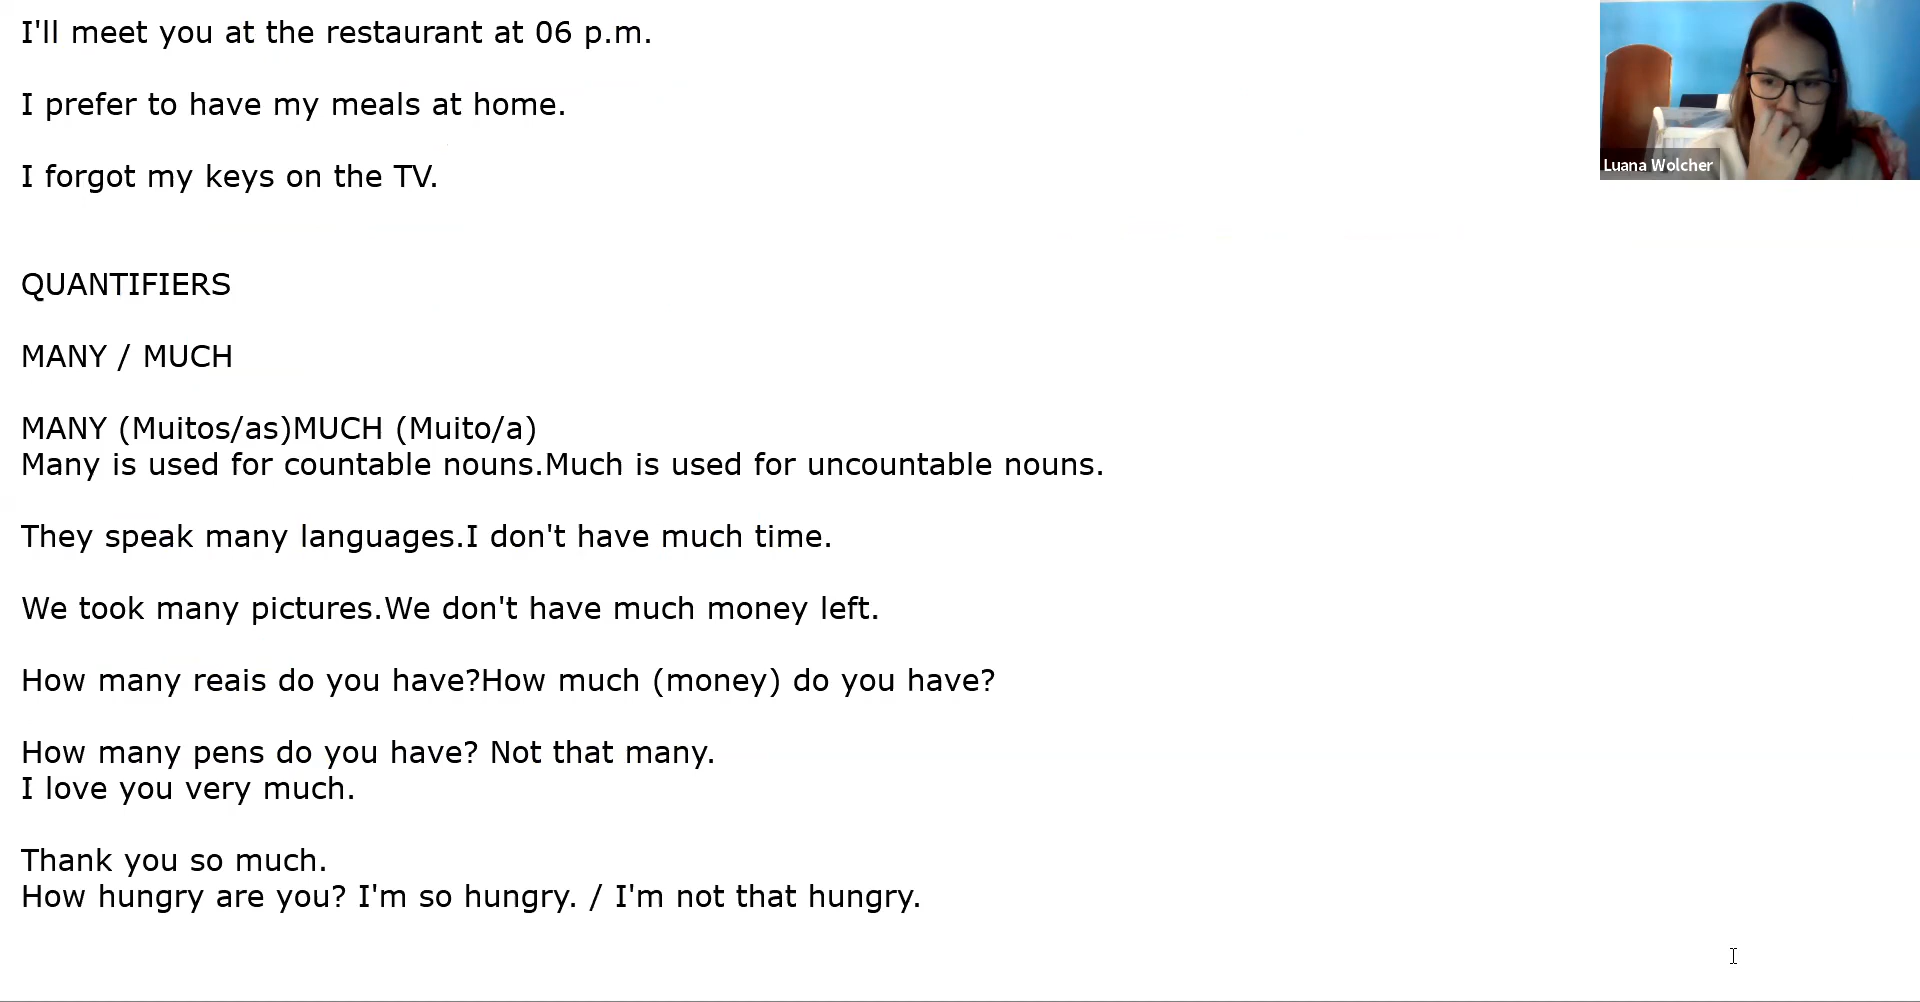 I'll meet you at the restaurant at 06 p.m.
I prefer to have my meals at home.
I forgot my keys on the TV.
QUANTIFIERS
MANY / MUCH
MANY (Muitos/as)MUCH (Muito/a)
Many is used for countable nouns.Much is used for uncountable nouns.
They speak many languages.I don't have much time.
We took many pictures.We don't have much money left.
How many reais do you have?How much (money) do you have?
How many pens do you have? Not that many.
I love you very much.
Thank you so much.
How hungry are you? I'm so hungry. / I'm not that hungry.
Luana Wolcher